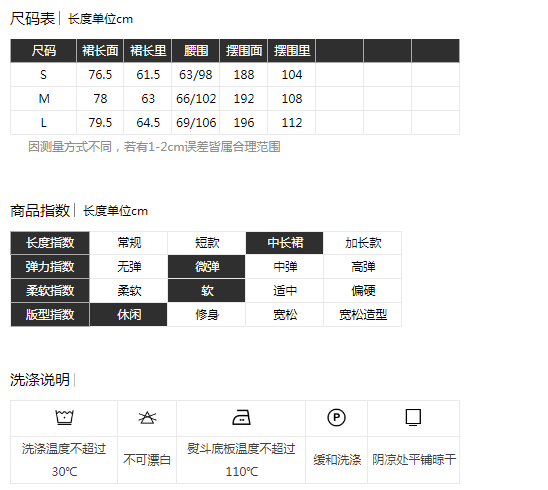 尺码表 | 长度单位cm
尺码 裙长面 裙长里 腰围 摆围面 摆围里
S 76.5 61.5 63/98 188 104
M 78 63 66/102 192 108
L 79.5 64.5 69/106 196 112
因测量方式不同，若有1-2cm误差皆属合理范围
商品指数 | 长度单位cm
长度指数 常规 短款 中长裙 加长款
弹力指数 无弹 微弹 中弹 高弹
柔软指数 柔软 软 适中 偏硬
版型指数 休闲 修身 宽松 宽松造型
洗涤说明 |
P
洗涤温度不超过30℃ 不可漂白 熨斗底板温度不超过110℃ 缓和洗涤 阴凉处平铺晾干